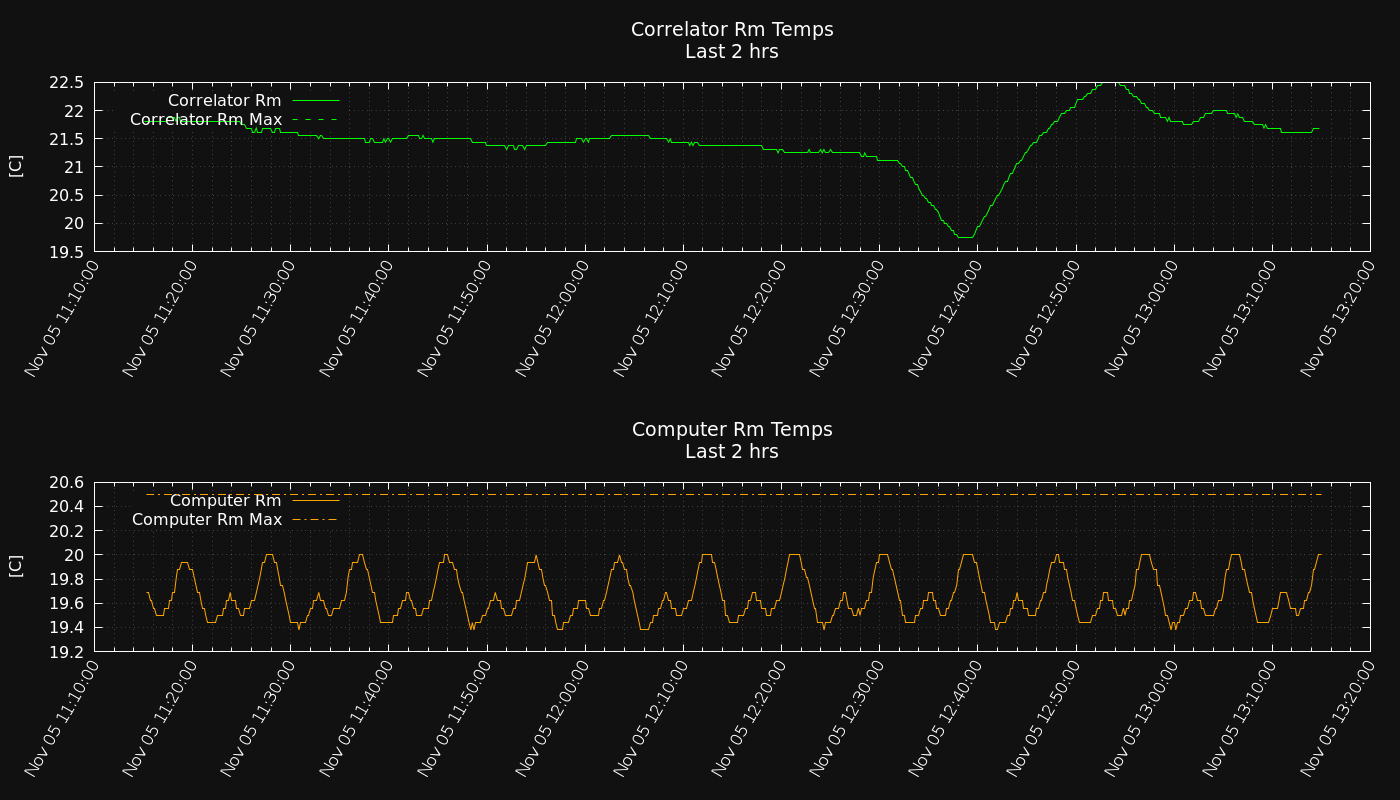 Correlator Rm Temps
Last 2 hrs
22.5
22
21.5
21
20.5
20
19.5
[C]
Correlator Rm
Correlator Rm Max
Nov 05 11:10:00
Nov 05 11:20:00
Nov 05 11:30:00
Nov 05 11:40:00
Nov 05 11:50:00
Nov 05 12:00:00
Nov 05 12:10:00
Nov 05 12:20:00
Nov 05 12:30:00
Nov 05 12:40:00
Nov 05 12:50:00
Nov 05 13:00:00
Nov 05 13:10:00
Nov 05 13:20:00
Computer Rm Temps
Last 2 hrs
20.6
20.4
20.2
20
19.8
19.6
19.4
19.2
[C]
Computer Rm
Computer Rm Max
Nov 05 11:10:00
Nov 05 11:20:00
Nov 05 11:30:00
Nov 05 11:40:00
Nov 05 11:50:00
Nov 05 12:00:00
Nov 05 12:10:00
Nov 05 12:20:00
Nov 05 12:30:00
Nov 05 12:40:00
Nov 05 12:50:00
Nov 05 13:00:00
Nov 05 13:10:00
Nov 05 13:20:00